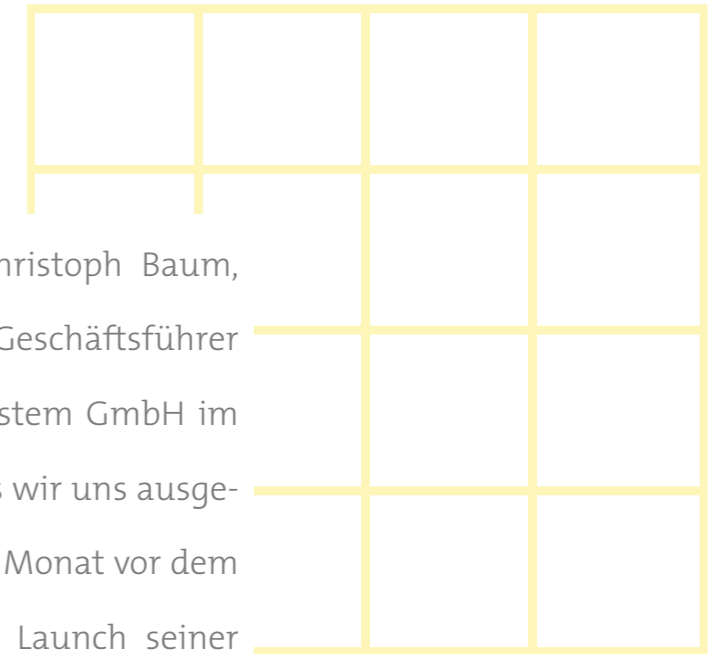 hristoph Baum,
Geschäftsführer
stem GmbH im
s wir uns ausge-
Monat vor dem
Launch seiner